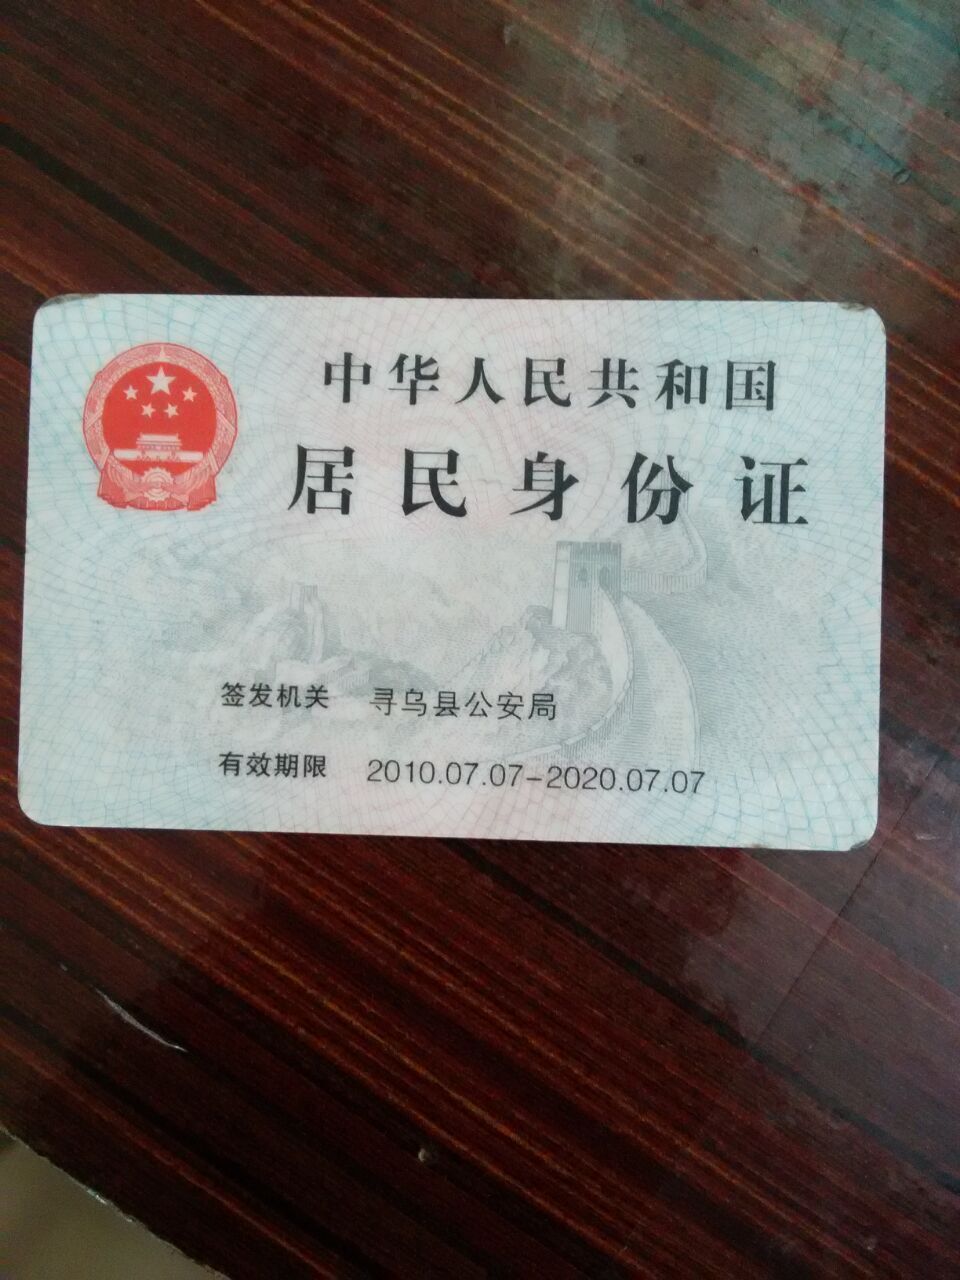 中华人民共和国
居民身份证
签发机关 寻乌县公安局
有效期限 2010.07.07-2020.07.07